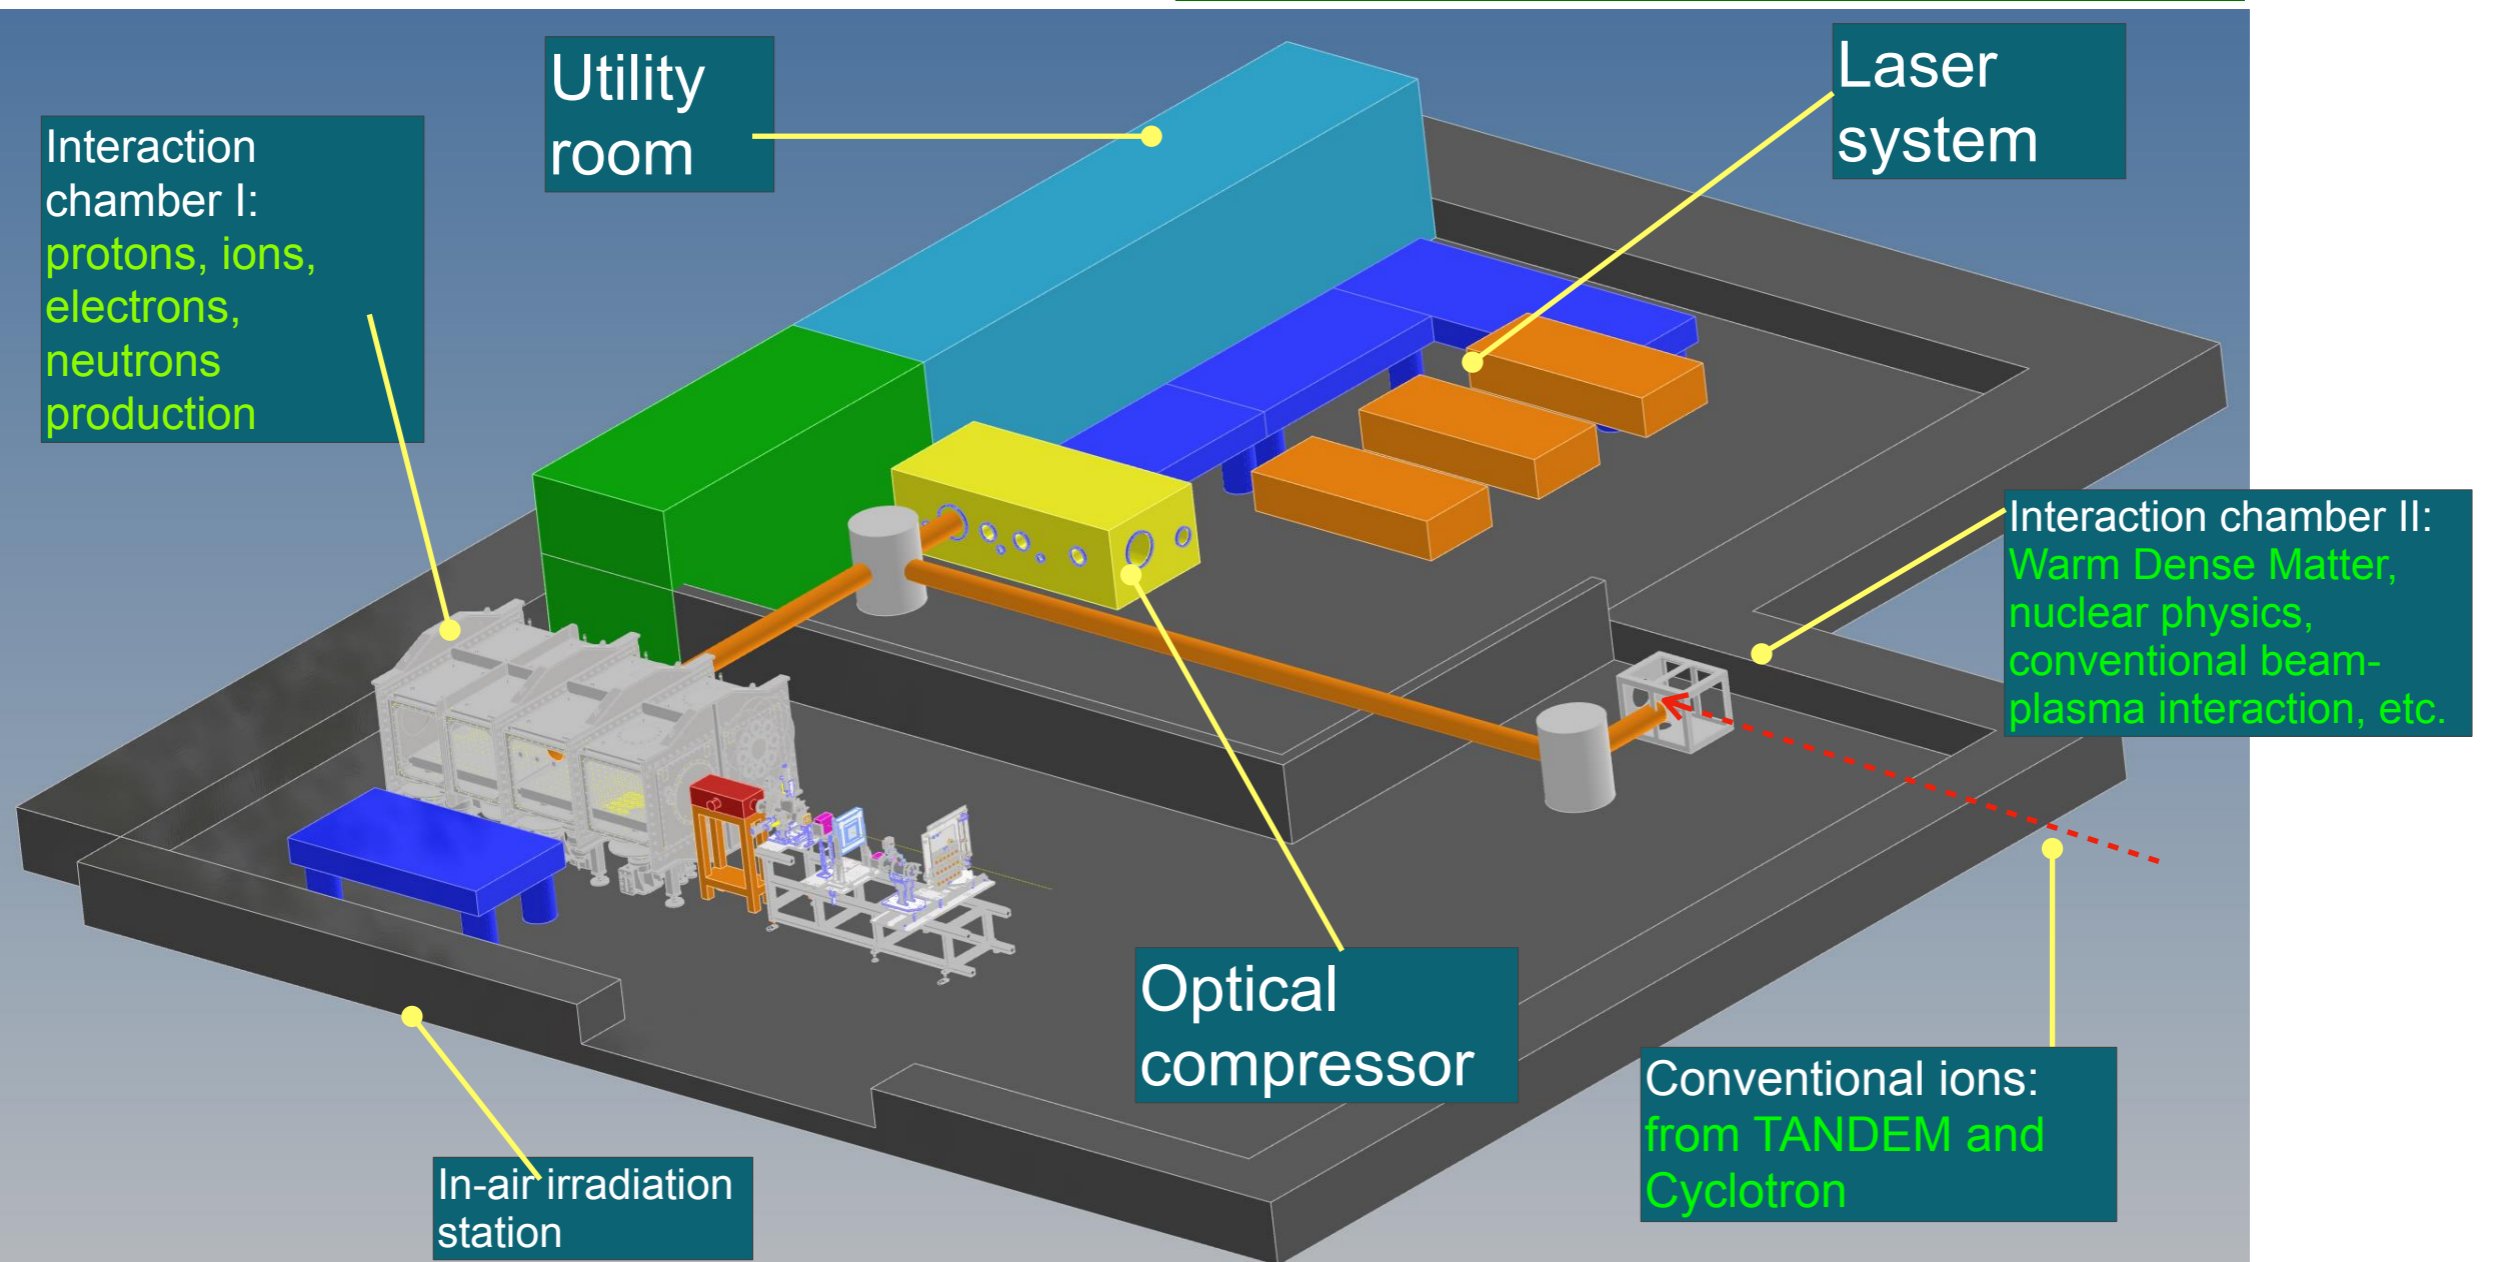 Utility
room
Laser
system
Interaction
chamber I:
protons, ions,
electrons,
neutrons
production
Interaction chamber II:
Warm Dense Matter,
nuclear physics,
conventional beam-
plasma interaction, etc.
Optical
compressor
Conventional ions:
from TANDEM and
Cyclotron
In-air irradiation
station